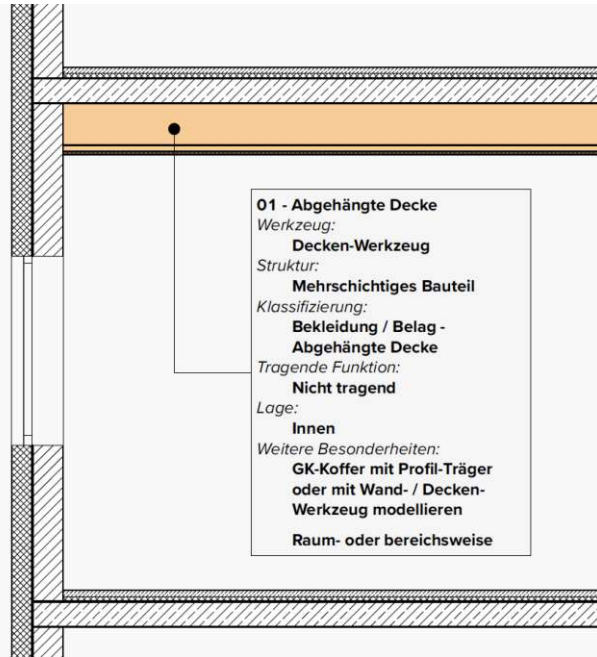 01 - Abgehängte Decke
Werkzeug:
Decken-Werkzeug
Struktur:
Mehrschichtiges Bauteil
Klassifizierung:
Bekleidung / Belag -
Abgehängte Decke
Tragende Funktion:
Nicht tragend
Lage:
Innen
Weitere Besonderheiten:
GK-Koffer mit Profil-Träger
oder mit Wand- / Decken-
Werkzeug modellieren
Raum- oder bereichsweise